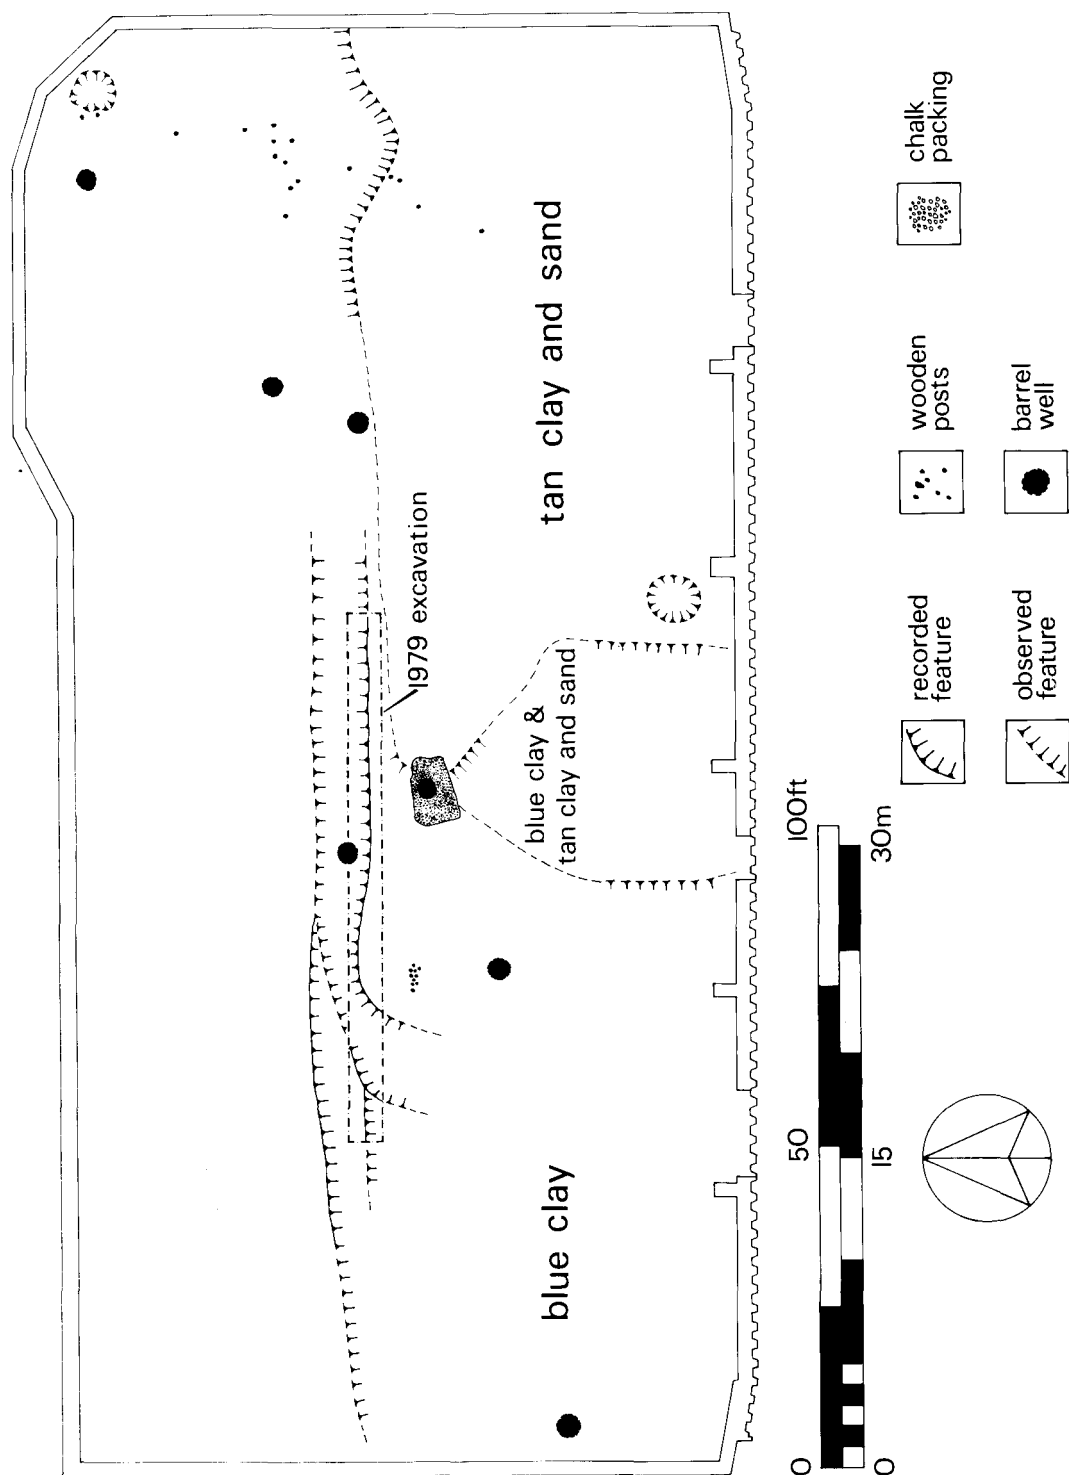 tan clay and sand
1979 excavation
blue clay &
tan clay and sand
blue clay
recorded
feature
wooden
posts
chalk
packing
observed
feature
barrel
well
0
50
100ft
0
15
30m